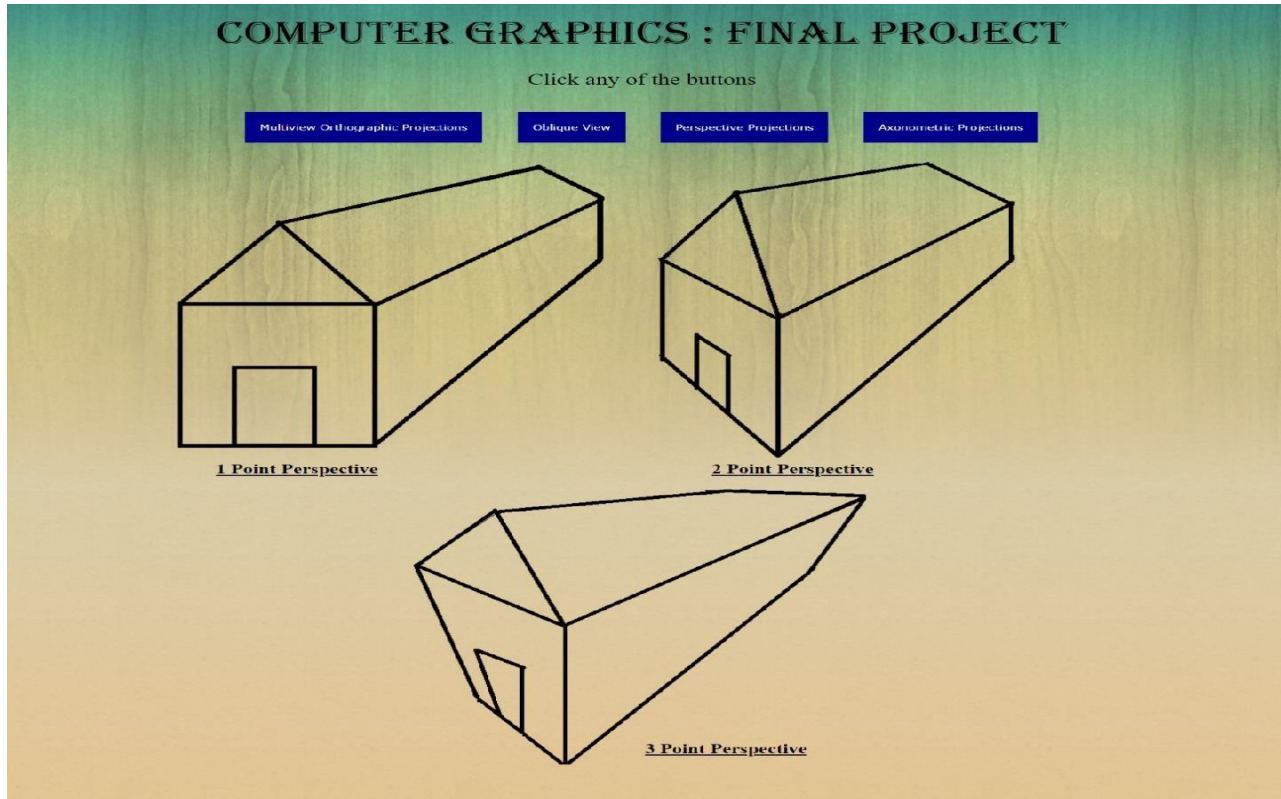 COMPUTER GRAPHICS : FINAL PROJECT
Click any of the buttons
Multiview Orthographic Projections
Oblique View
Perspective Projections
Axonometric Projections
1 Point Perspective
2 Point Perspective
3 Point Perspective